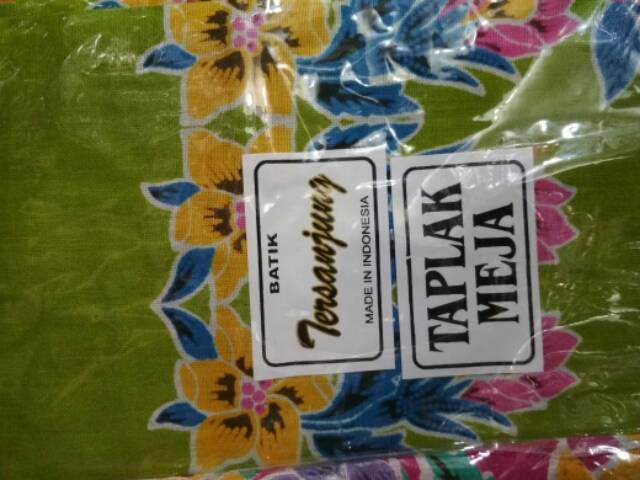 BATIK
Tersanjung
MADE IN INDONESIA
TAPLAK
MEJA